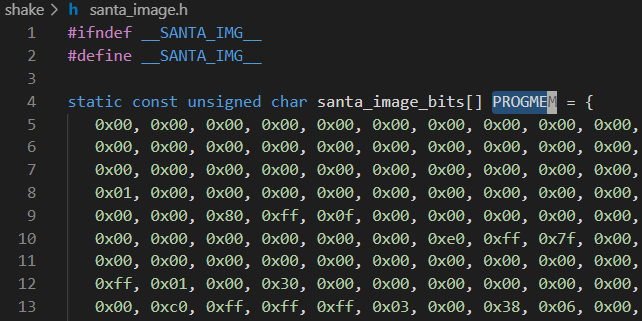 shake > h santa_image.h
1 #ifndef __SANTA_IMG__
2 #define __SANTA_IMG__
3
4 static const unsigned char santa_image_bits[] PROGMEM = {
5 0x00, 0x00, 0x00, 0x00, 0x00, 0x00, 0x00, 0x00, 0x00, 0x00,
6 0x00, 0x00, 0x00, 0x00, 0x00, 0x00, 0x00, 0x00, 0x00, 0x00,
7 0x00, 0x00, 0x00, 0x00, 0x00, 0x00, 0x00, 0x00, 0x00, 0x00,
8 0x01, 0x00, 0x00, 0x00, 0x00, 0x00, 0x00, 0x00, 0x00, 0x00,
9 0x00, 0x00, 0x80, 0xff, 0x0f, 0x00, 0x00, 0x00, 0x00, 0x00,
10 0x00, 0x00, 0x00, 0x00, 0x00, 0x00, 0xe0, 0xff, 0x7f, 0x00,
11 0x00, 0x00, 0x00, 0x00, 0x00, 0x00, 0x00, 0x00, 0x00, 0x00,
12 0xff, 0x01, 0x00, 0x30, 0x00, 0x00, 0x00, 0x00, 0x00, 0x00,
13 0x00, 0xc0, 0xff, 0xff, 0xff, 0x03, 0x00, 0x38, 0x06, 0x00,